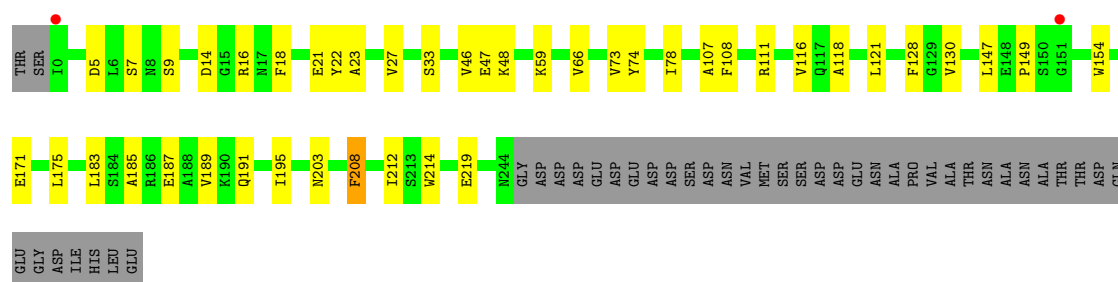 THR SER I0 D5 L6 S7 N8 S9 D14 G15 R16 N17 F18 E21 Y22 A23 V27 S33 V46 E47 K48 K59 V66 V73 Y74 I78 A107 F108 R111 V116 Q117 A118 L121 F128 G129 V130 L147 E148 P149 S150 G151 W154
E171 L175 L183 S184 A185 R186 E187 A188 V189 K190 Q191 I195 N203 F208 I212 S213 W214 E219 N244 GLY ASP ASP ASP GLU ASP GLU ASP ASP SER ASP ASN VAL MET SER SER ASP ASP GLU ASN ALA PRO VAL ALA THR ASN ALA ASN ALA THR THR ASP GLN
GLU GLY ASP ILE HIS LEU GLU